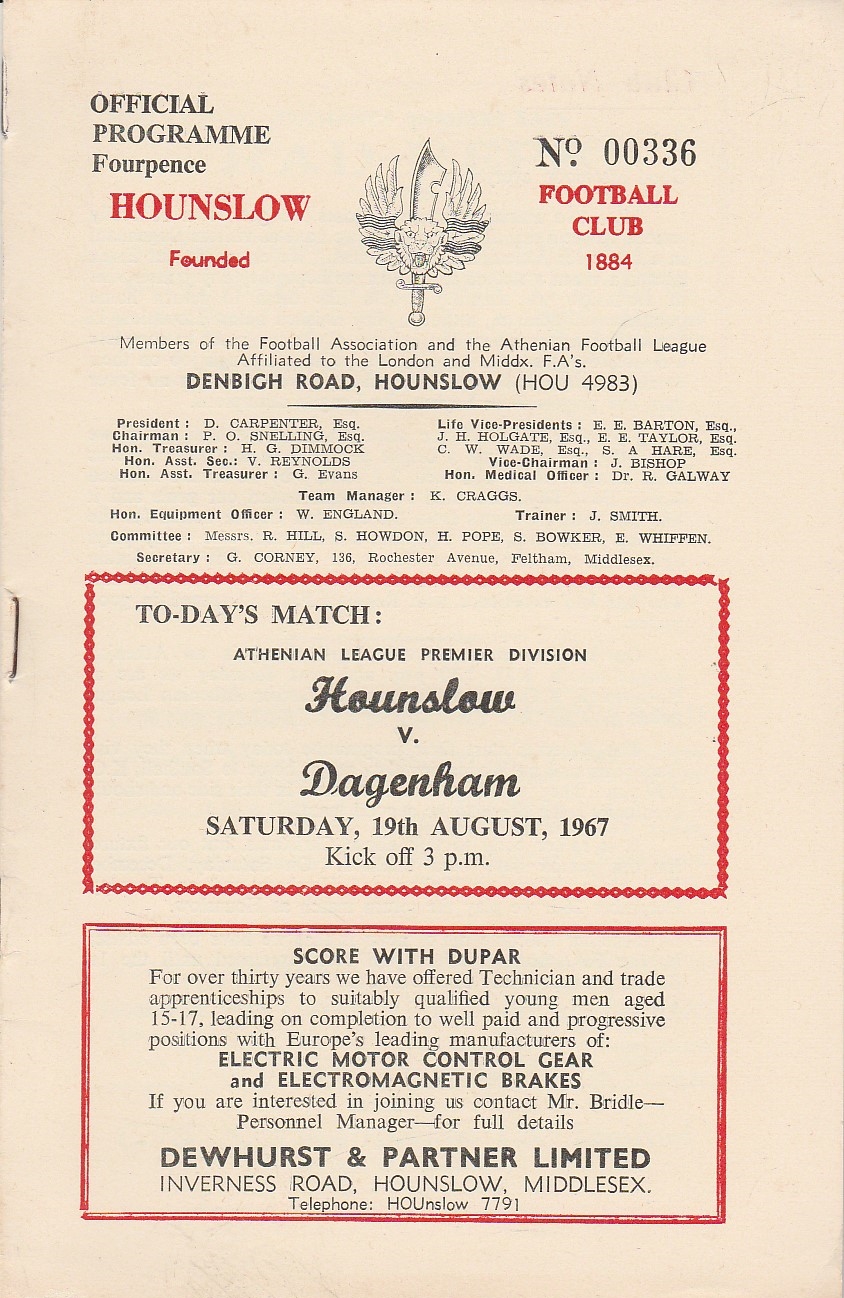 OFFICIAL
PROGRAMME
Fourpence
Nº 00336
HOUNSLOW
FOOTBALL
CLUB
Founded
1884
Members of the Football Association and the Athenian Football League
Affiliated to the London and Middx. F.A's.
DENBIGH ROAD, HOUNSLOW (HOU 4983)
President : D. CARPENTER, Esq.
Chairman : P. O. SNELLING, Esq.
Hon. Treasurer : H. G. DIMMOCK
Hon. Asst. Sec.: V. REYNOLDS
Hon. Asst. Treasurer : G. Evans
Life Vice-Presidents : E. E. BARTON, Esq.,
J. H. HOLGATE, Esq., E. E. TAYLOR, Esq.
C. W. WADE, Esq., S. A HARE, Esq.
Vice-Chairman : J. BISHOP
Hon. Medical Officer : Dr. R. GALWAY
Team Manager : K. CRAGGS.
Hon. Equipment Officer : W. ENGLAND. Trainer : J. SMITH.
Committee : Messrs. R. HILL, S. HOWDON, H. POPE, S. BOWKER, E. WHIFFEN.
Secretary : G. CORNEY, 136, Rochester Avenue, Feltham, Middlesex.
TO-DAY'S MATCH :
ATHENIAN LEAGUE PREMIER DIVISION
Hounslow
v.
Dagenham
SATURDAY, 19th AUGUST, 1967
Kick off 3 p.m.
SCORE WITH DUPAR
For over thirty years we have offered Technician and trade
apprenticeships to suitably qualified young men aged
15-17, leading on completion to well paid and progressive
positions with Europe's leading manufacturers of:
ELECTRIC MOTOR CONTROL GEAR
and ELECTROMAGNETIC BRAKES
If you are interested in joining us contact Mr. Bridle—
Personnel Manager—for full details
DEWHURST & PARTNER LIMITED
INVERNESS ROAD, HOUNSLOW, MIDDLESEX.
Telephone: HOUnslow 7791